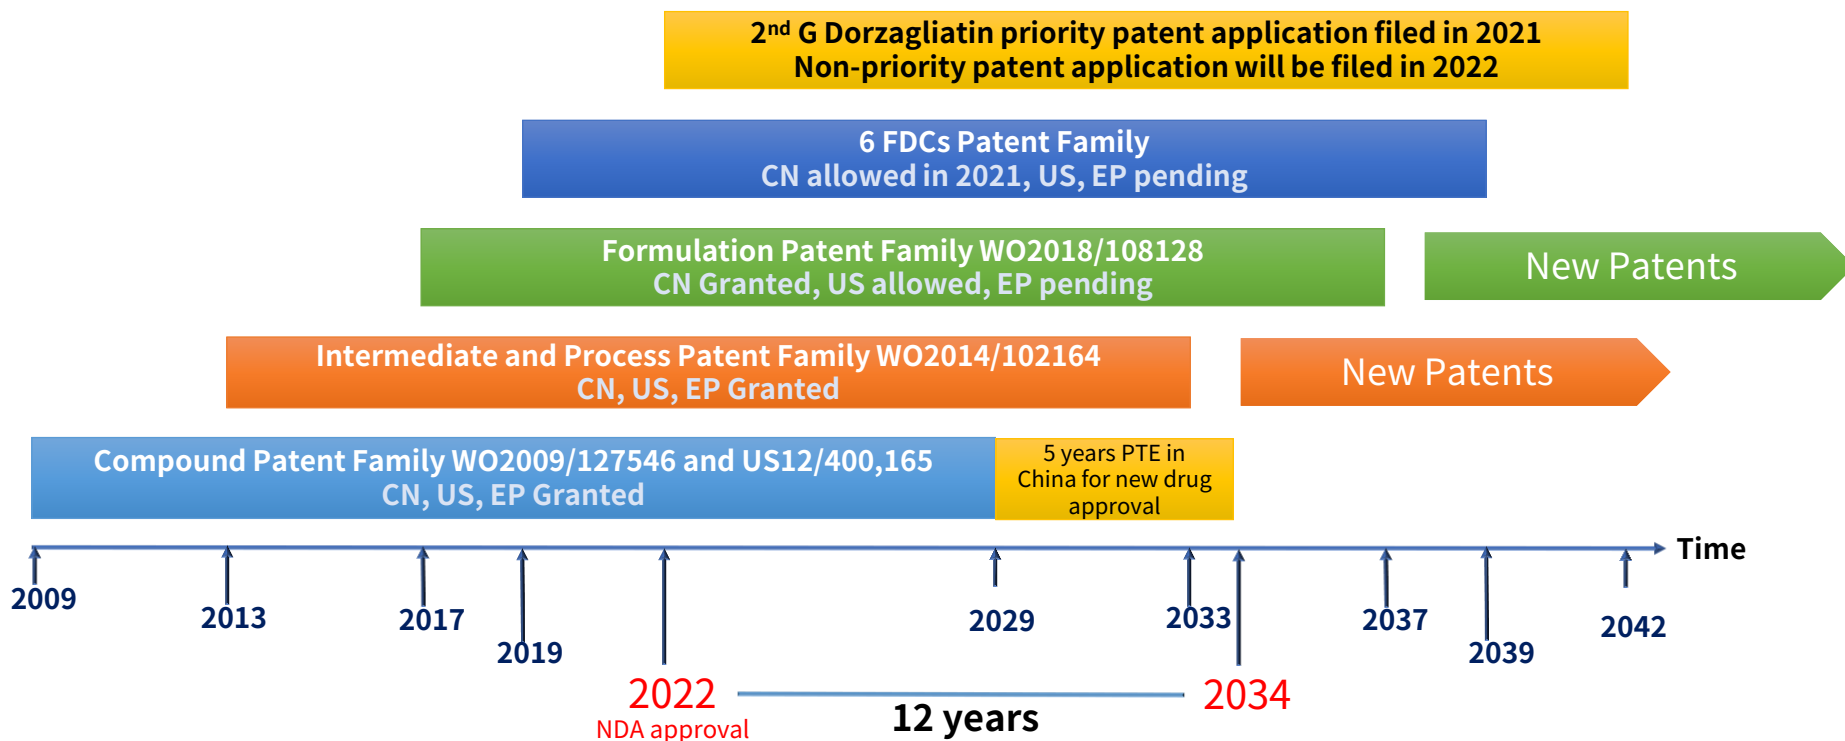 2nd G Dorzagliatin priority patent application filed in 2021
Non-priority patent application will be filed in 2022
6 FDCs Patent Family
CN allowed in 2021, US, EP pending
Formulation Patent Family WO2018/108128
CN Granted, US allowed, EP pending
New Patents
Intermediate and Process Patent Family WO2014/102164
CN, US, EP Granted
New Patents
Compound Patent Family WO2009/127546 and US12/400,165
CN, US, EP Granted
5 years PTE in
China for new drug
approval
Time
2009
2013
2017
2019
2022
NDA approval
12 years
2029
2033
2034
2037
2039
2042